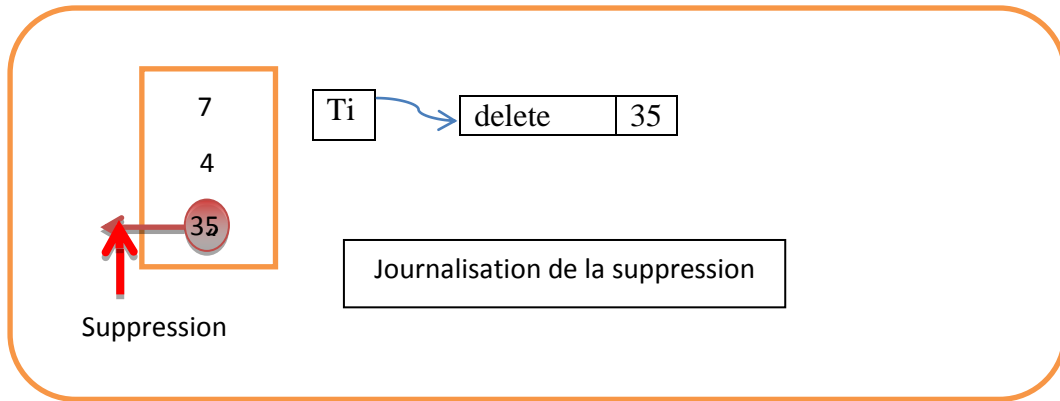 7
Ti
delete 35
4
35
Journalisation de la suppression
Suppression